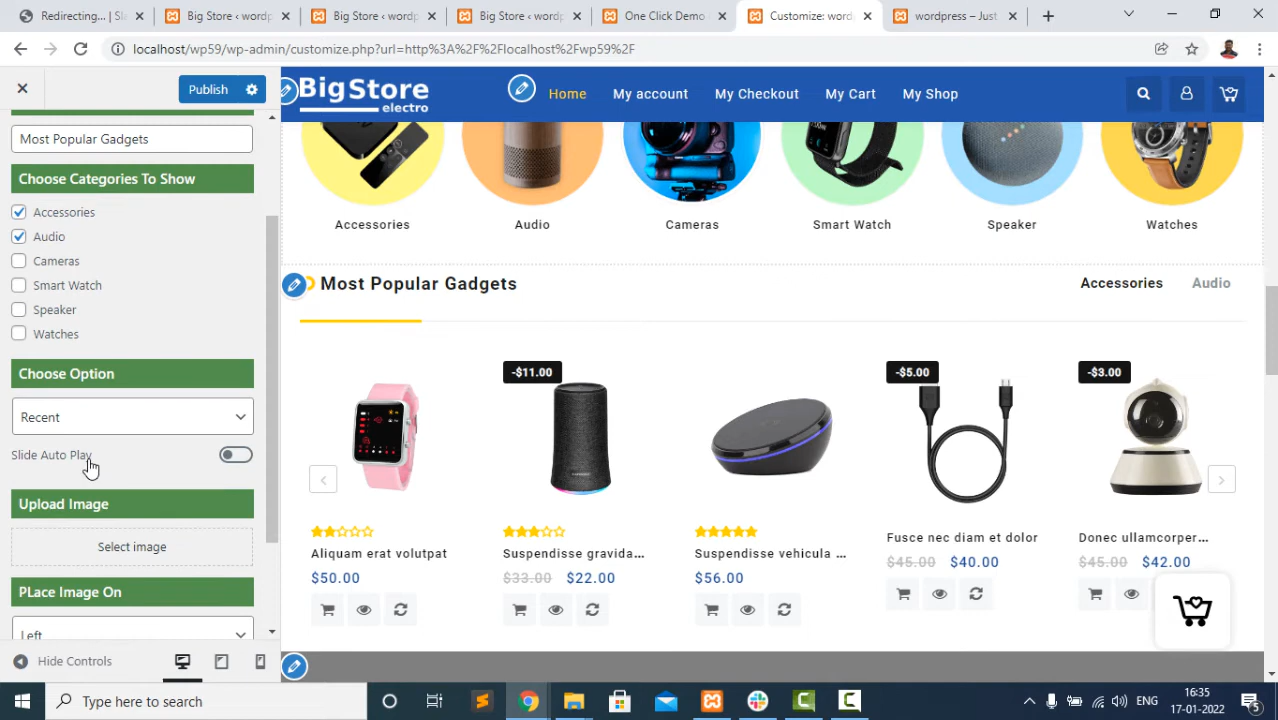 Redirecting... | Sla
Big Store ‹ wordp
Big Store ‹ wordp
Big Store ‹ wordp
One Click Demo
Customize: word
wordpress – Just
localhost/wp59/wp-admin/customize.php?url=http%3A%2F%2Flocalhost%2Fwp59%2F
Publish
BigStore
electro
Home
My account
My Checkout
My Cart
My Shop
Most Popular Gadgets
Choose Categories To Show
Accessories
Audio
Cameras
Smart Watch
Speaker
Watches
Choose Option
Recent
Slide Auto Play
Upload Image
Select image
PLace Image On
Left
Hide Controls
Accessories
Audio
Cameras
Smart Watch
Speaker
Watches
Most Popular Gadgets
Accessories
Audio
-$11.00
-$5.00
-$3.00
Aliquam erat volutpat
$50.00
Suspendisse gravida...
$33.00 $22.00
Suspendisse vehicula ...
$56.00
Fusce nec diam et dolor
$45.00 $40.00
Donec ullamcorper...
$45.00 $42.00
Type here to search
ENG
16:35
17-01-2022
5